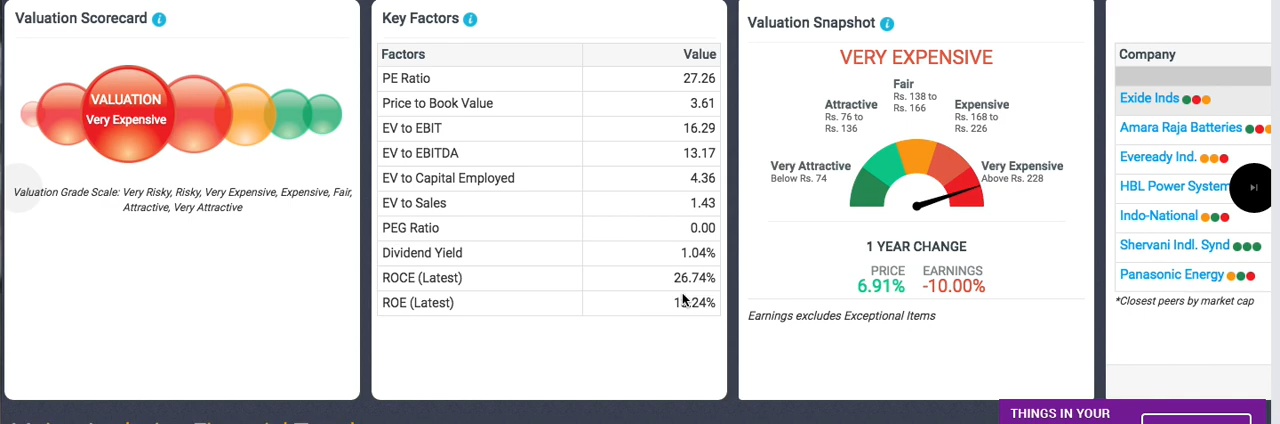 Valuation Scorecard
VALUATION
Very Expensive
Valuation Grade Scale: Very Risky, Risky, Very Expensive, Expensive, Fair,
Attractive, Very Attractive
Key Factors
Factors Value
PE Ratio 27.26
Price to Book Value 3.61
EV to EBIT 16.29
EV to EBITDA 13.17
EV to Capital Employed 4.36
EV to Sales 1.43
PEG Ratio 0.00
Dividend Yield 1.04%
ROCE (Latest) 26.74%
ROE (Latest)
Valuation Snapshot
VERY EXPENSIVE
Fair
Rs. 138 to
Rs. 166
Attractive
Rs. 76 to
Rs. 136
Expensive
Rs. 168 to
Rs. 226
Very Attractive
Below Rs. 74
Very Expensive
Above Rs. 228
1 YEAR CHANGE
PRICE EARNINGS
6.91% -10.00%
Earnings excludes Exceptional Items
Company
Exide Inds
Amara Raja Batteries
Eveready Ind.
HBL Power System
Indo-National
Shervani Indl. Synd
Panasonic Energy
*Closest peers by market cap
THINGS IN YOUR